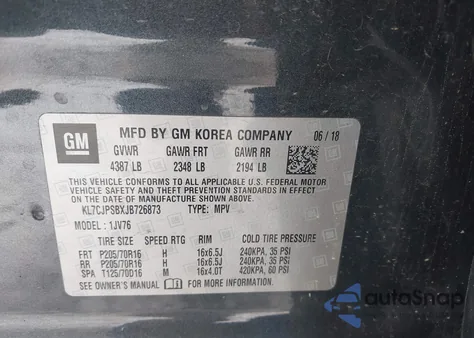 GM
MFD BY GM KOREA COMPANY 06/18
GVWR GAWR FRT GAWR RR
4387 LB 2348 LB 2194 LB
THIS VEHICLE CONFORMS TO ALL APPLICABLE U.S. FEDERAL MOTOR
VEHICLE SAFETY AND THEFT PREVENTION STANDARDS IN EFFECT ON
THE DATE OF MANUFACTURE SHOWN ABOVE.
KL7CJPSBXJB726873 TYPE: MPV
MODEL: 1JV76
TIRE SIZE SPEED RTG RIM COLD TIRE PRESSURE
FRT P205/70R16 H 16x6.5J 240KPA, 35 PSI
RR P205/70R16 H 16x6.5J 240KPA, 35 PSI
SPA T125/70D16 M 16x4.0T 420KPA, 60 PSI
SEE OWNER'S MANUAL FOR MORE INFORMATION
autoSnap